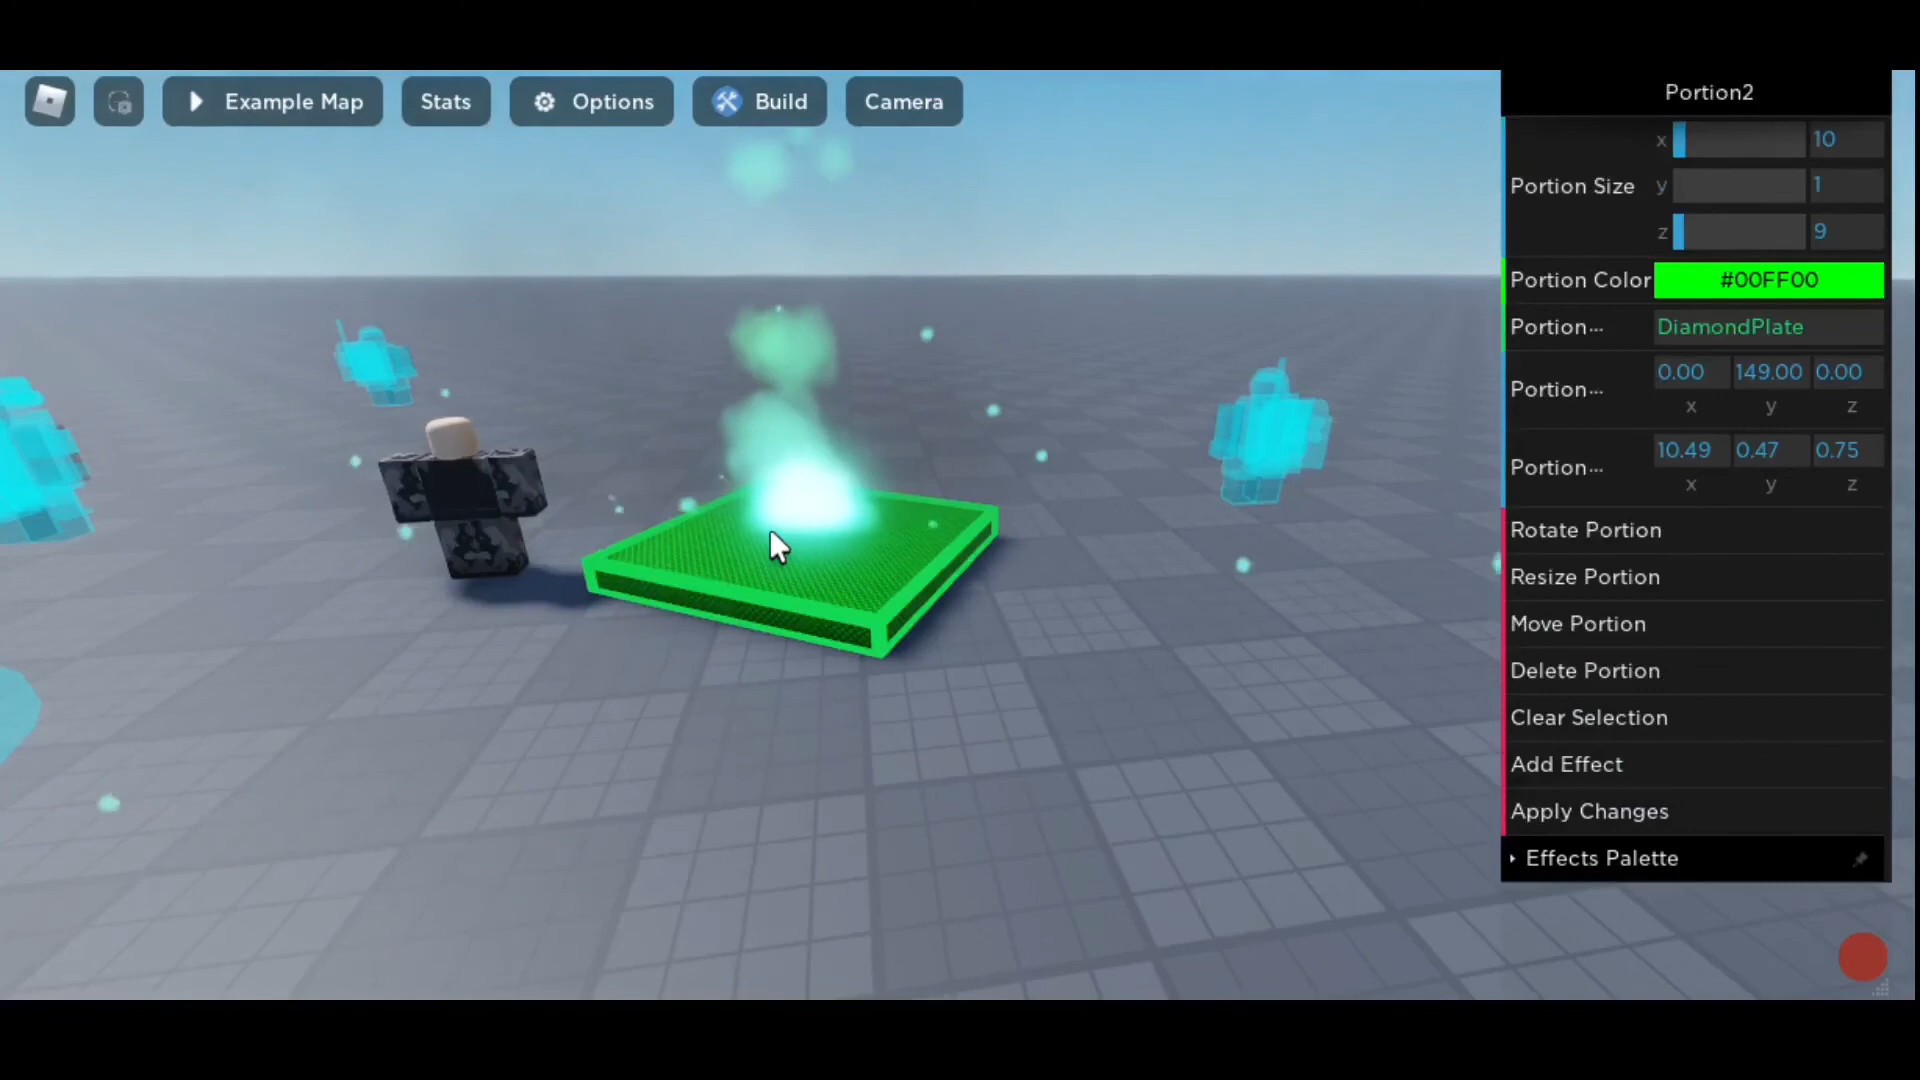 Example Map
Stats
Options
Build
Camera
Portion2
Portion Size
x 10
y 1
z 9
Portion Color #00FF00
Portion... DiamondPlate
Portion... 0.00 149.00 0.00
x y z
Portion... 10.49 0.47 0.75
x y z
Rotate Portion
Resize Portion
Move Portion
Delete Portion
Clear Selection
Add Effect
Apply Changes
Effects Palette